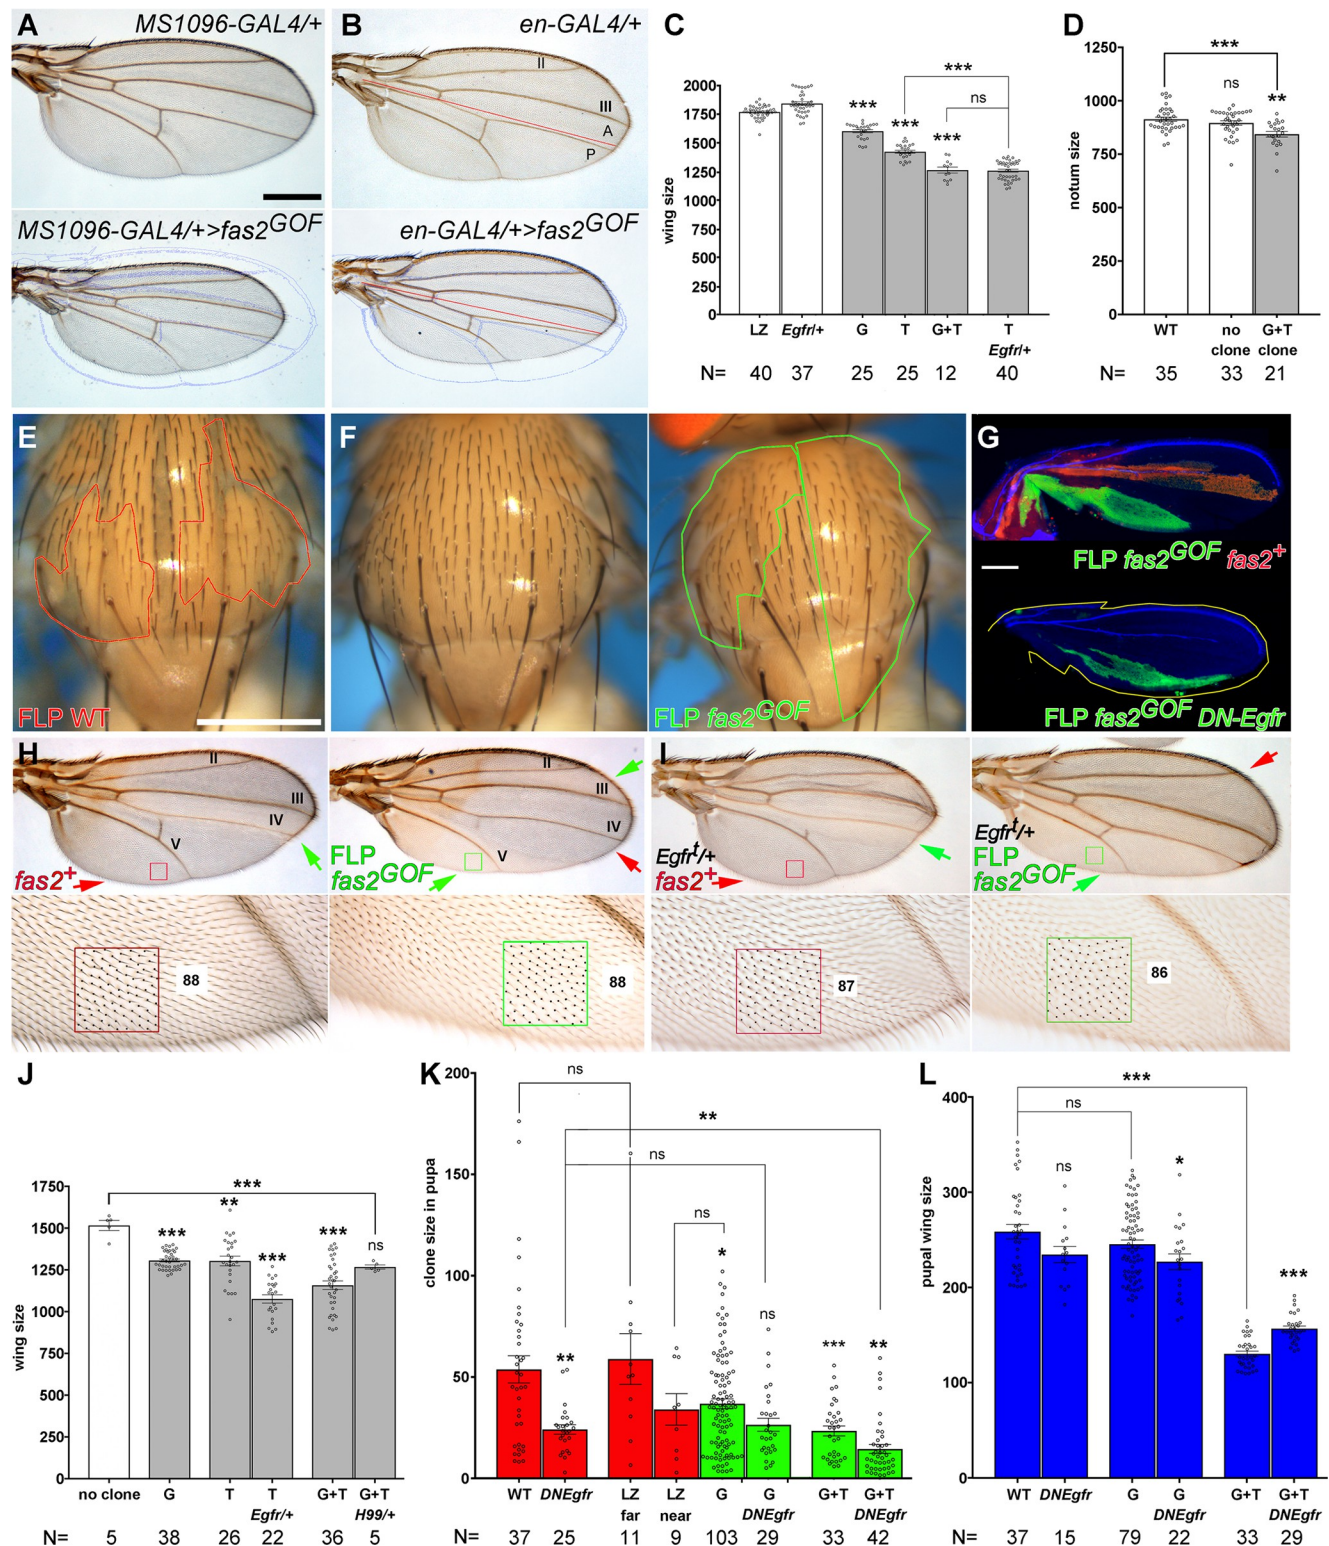 A
MS1096-GAL4/+
B
en-GAL4/+
II
III
A
P
MS1096-GAL4/+>fas2GOF
en-GAL4/+>fas2GOF
C
wing size
2000
1750
1500
1250
1000
750
500
250
0
***
***
***
***
ns
LZ Egfr/+ G T G+T T
Egfr/+
N= 40 37 25 25 12 40
D
notum size
1250
1000
750
500
250
0
***
ns
**
WT no clone G+T clone
N= 35 33 21
E
FLP WT
F
FLP fas2GOF
G
FLP fas2GOF fas2+
FLP fas2GOF DN-Egfr
H
II
III
IV
V
fas2+
II
III
IV
V
FLP
fas2GOF
I
Egfrt/+
fas2+
Egfrt/+
FLP
fas2GOF
88
88
87
86
J
wing size
1750
1500
1250
1000
750
500
250
0
***
***
**
***
***
ns
no clone G T T G+T G+T
Egfr/+ H99/+
N= 5 38 26 22 36 5
K
clone size in pupa
200
150
100
50
0
ns
**
ns
ns
**
*
ns
***
**
WT DNEgfr LZ LZ G G G+T G+T
far near DNEgfr DNEgfr
N= 37 25 11 9 103 29 33 42
L
pupal wing size
400
300
200
100
0
***
ns
ns
*
***
WT DNEgfr G G G+T G+T
DNEgfr DNEgfr
N= 37 15 79 22 33 29